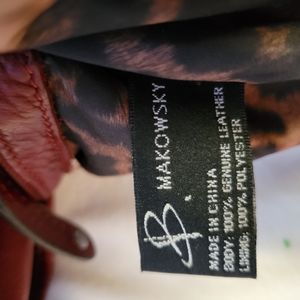 B.
MAKOWSKY
MADE IN CHINA
BODY: 100% GENUINE LEATHER
LINING: 100% POLYESTER